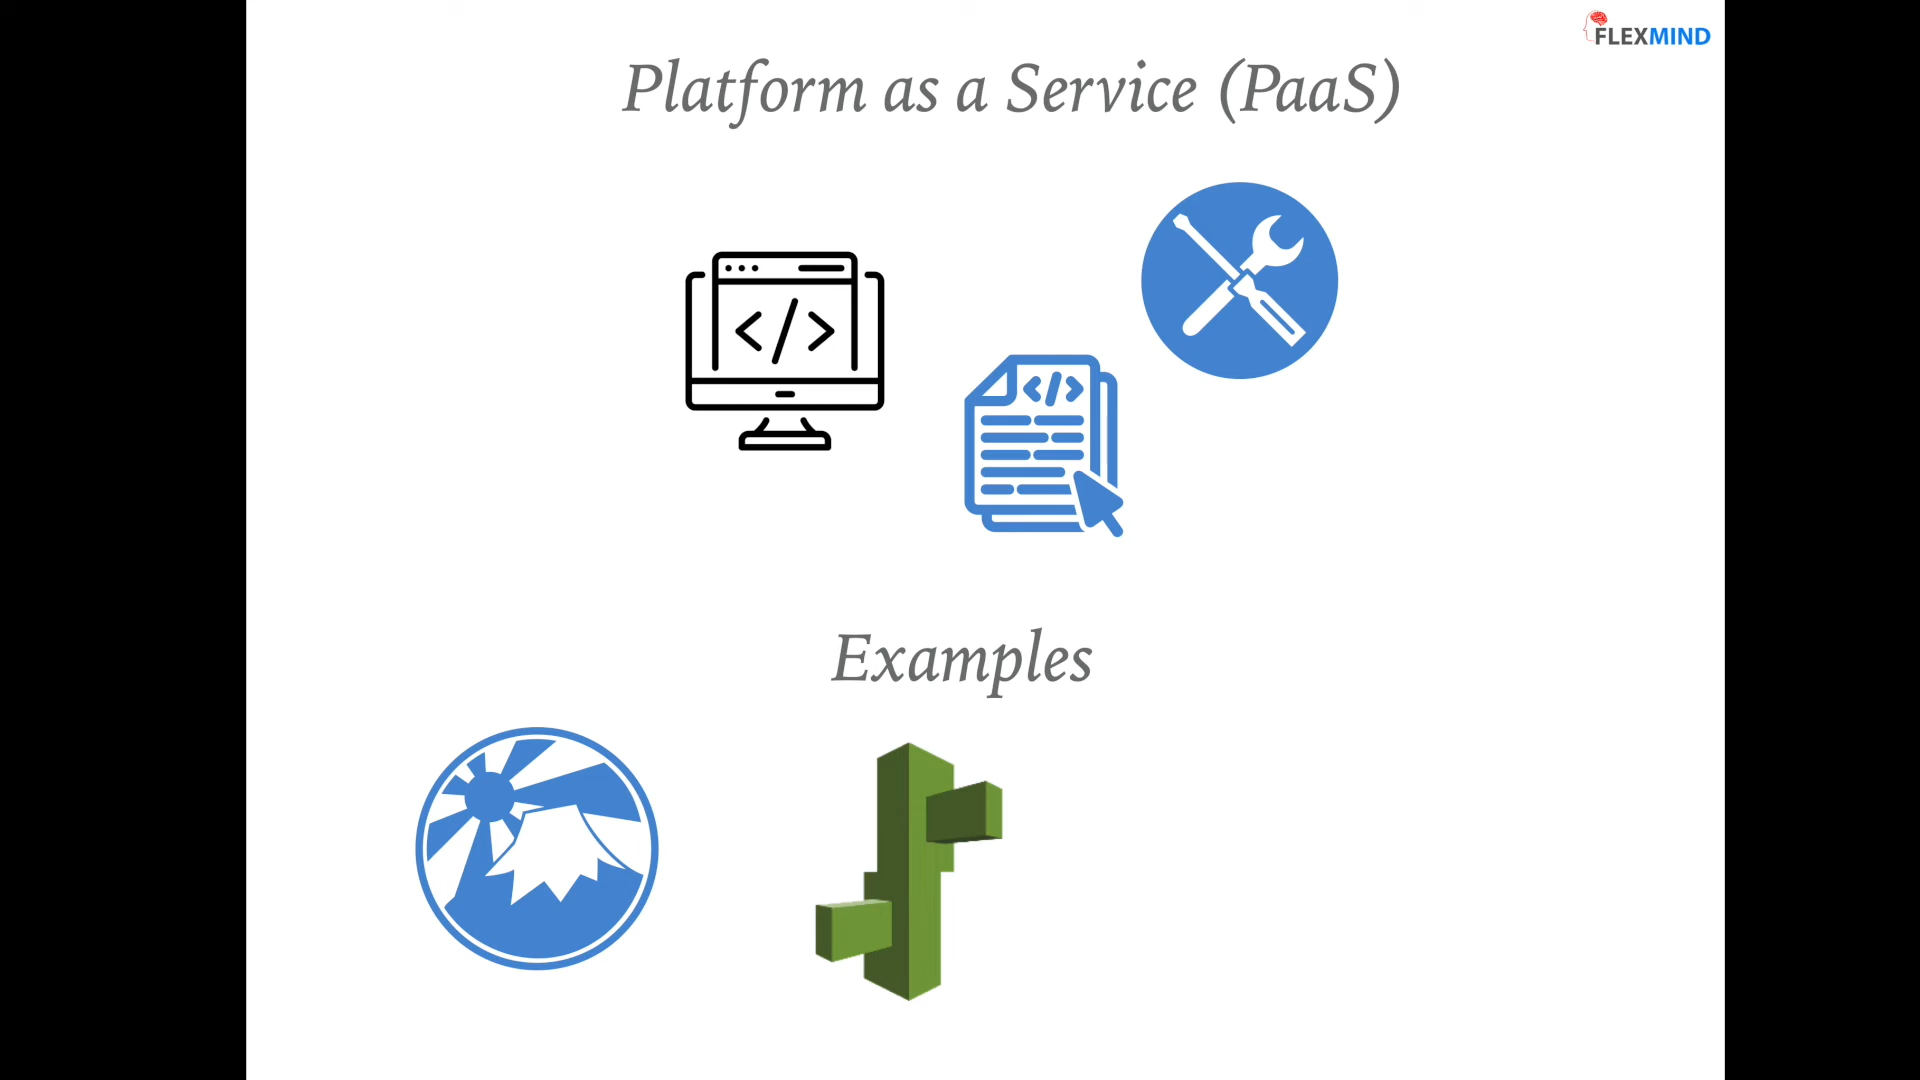 FLEXMIND
Platform as a Service (PaaS)
</>
</>
Examples